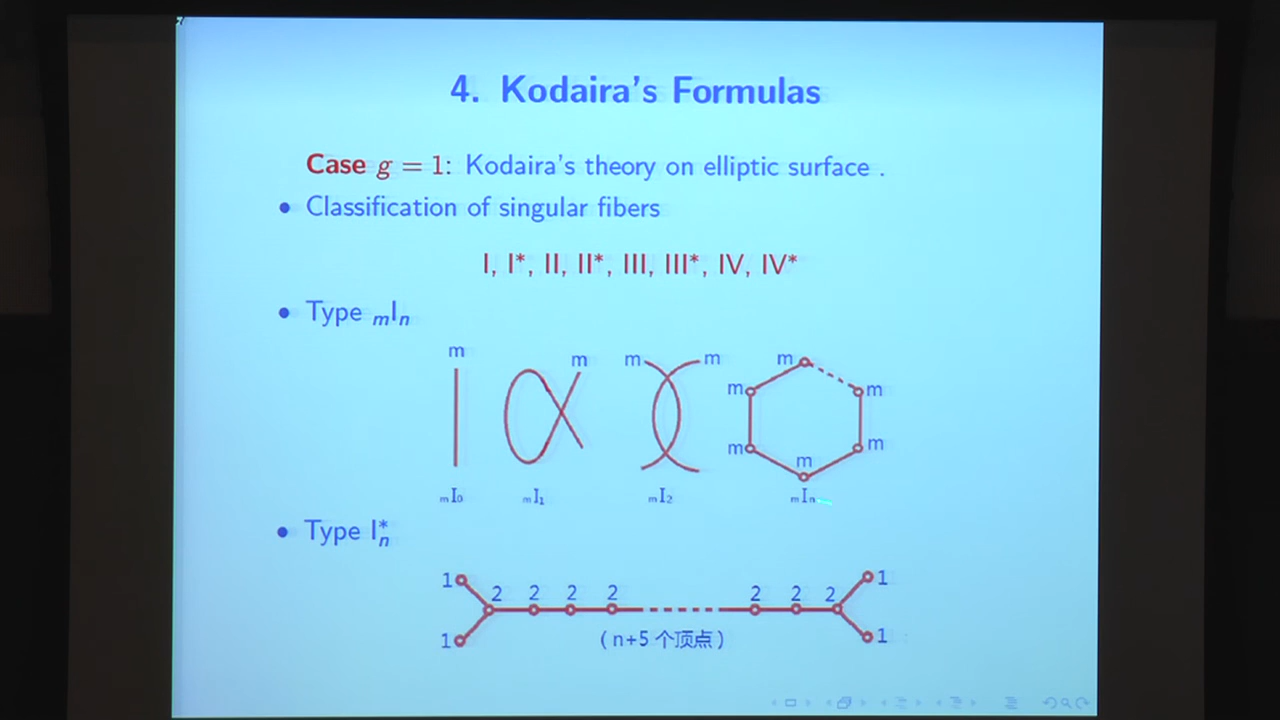 4. Kodaira's Formulas
Case g = 1: Kodaira's theory on elliptic surface .
• Classification of singular fibers
I, I*, II, II*, III, III*, IV, IV*
• Type ₘIₙ
m m m m m m
m m
m m
m
ₘI₀ ₘI₁ ₘI₂ ₘIₙ
• Type I*ₙ
1 1
2 2 2 2 2 2 2
1 (n+5 个顶点) 1